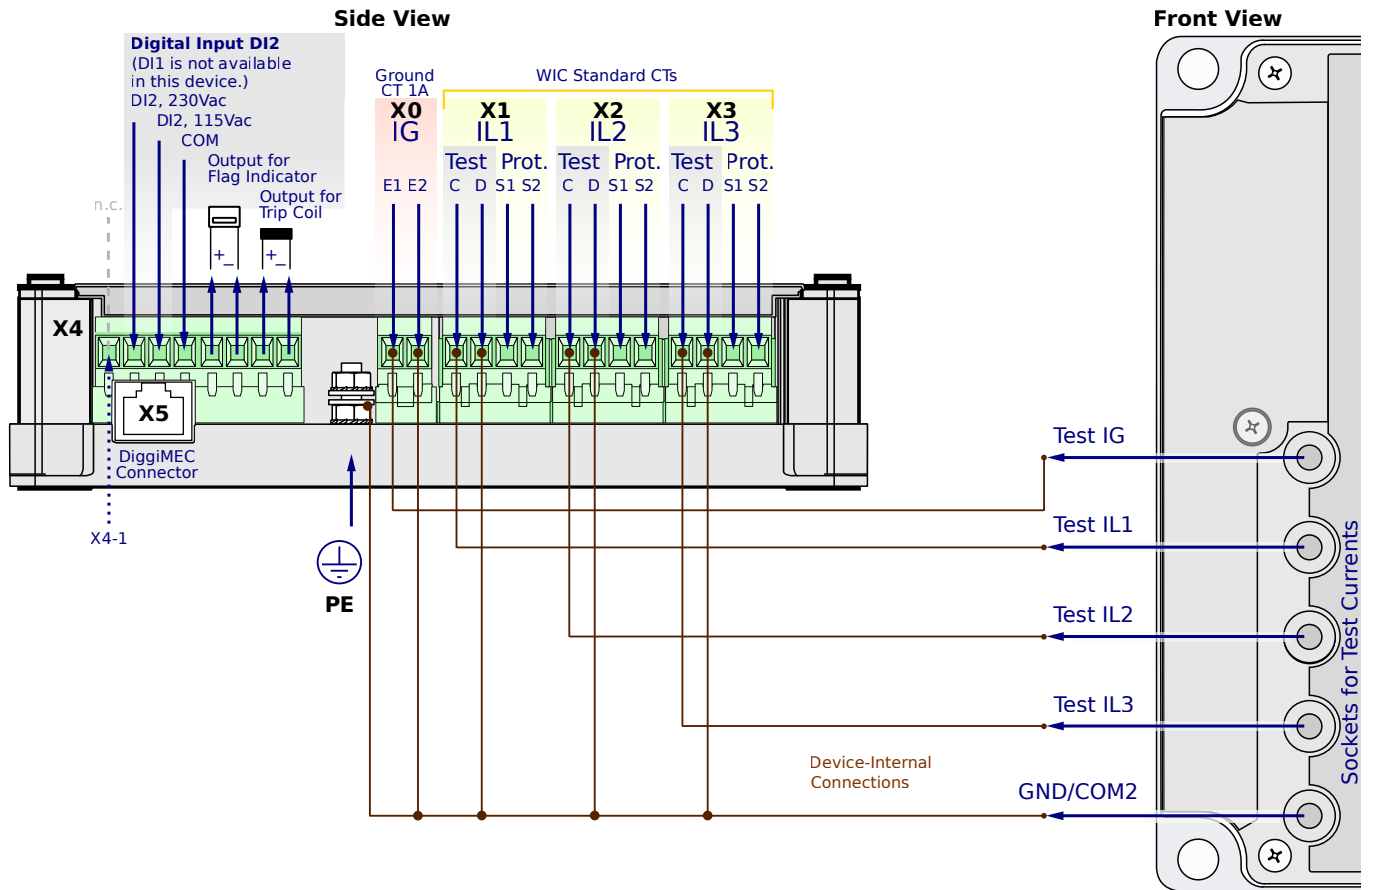 Side View
Front View
Digital Input DI2
(DI1 is not available
in this device.)
DI2, 230Vac
DI2, 115Vac
COM
Output for
Flag Indicator
Output for
Trip Coil
n.c.
+ −
+ −
Ground
CT 1A
WIC Standard CTs
X0
IG
E1 E2
X1
IL1
Test Prot.
C D S1 S2
X2
IL2
Test Prot.
C D S1 S2
X3
IL3
Test Prot.
C D S1 S2
X4
X5
DiggiMEC
Connector
X4-1
PE
Test IG
Test IL1
Test IL2
Test IL3
GND/COM2
Device-Internal
Connections
Sockets for Test Currents